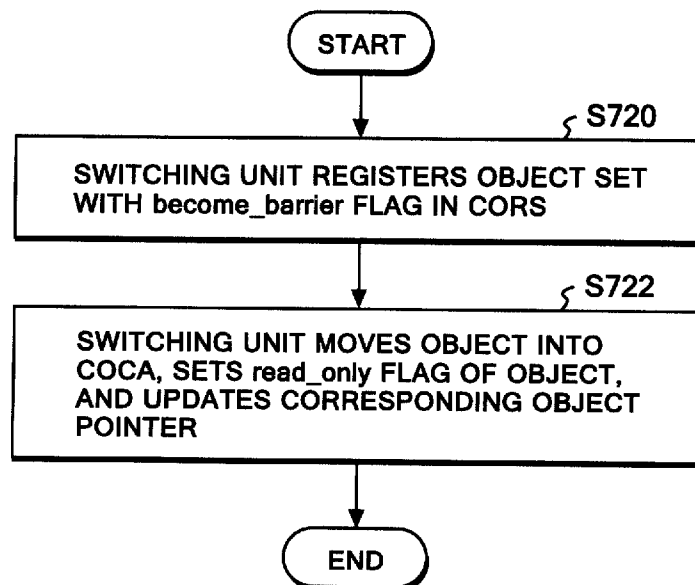 START
S720
SWITCHING UNIT REGISTERS OBJECT SET
WITH become_barrier FLAG IN CORS
S722
SWITCHING UNIT MOVES OBJECT INTO
COCA, SETS read_only FLAG OF OBJECT,
AND UPDATES CORRESPONDING OBJECT
POINTER
END